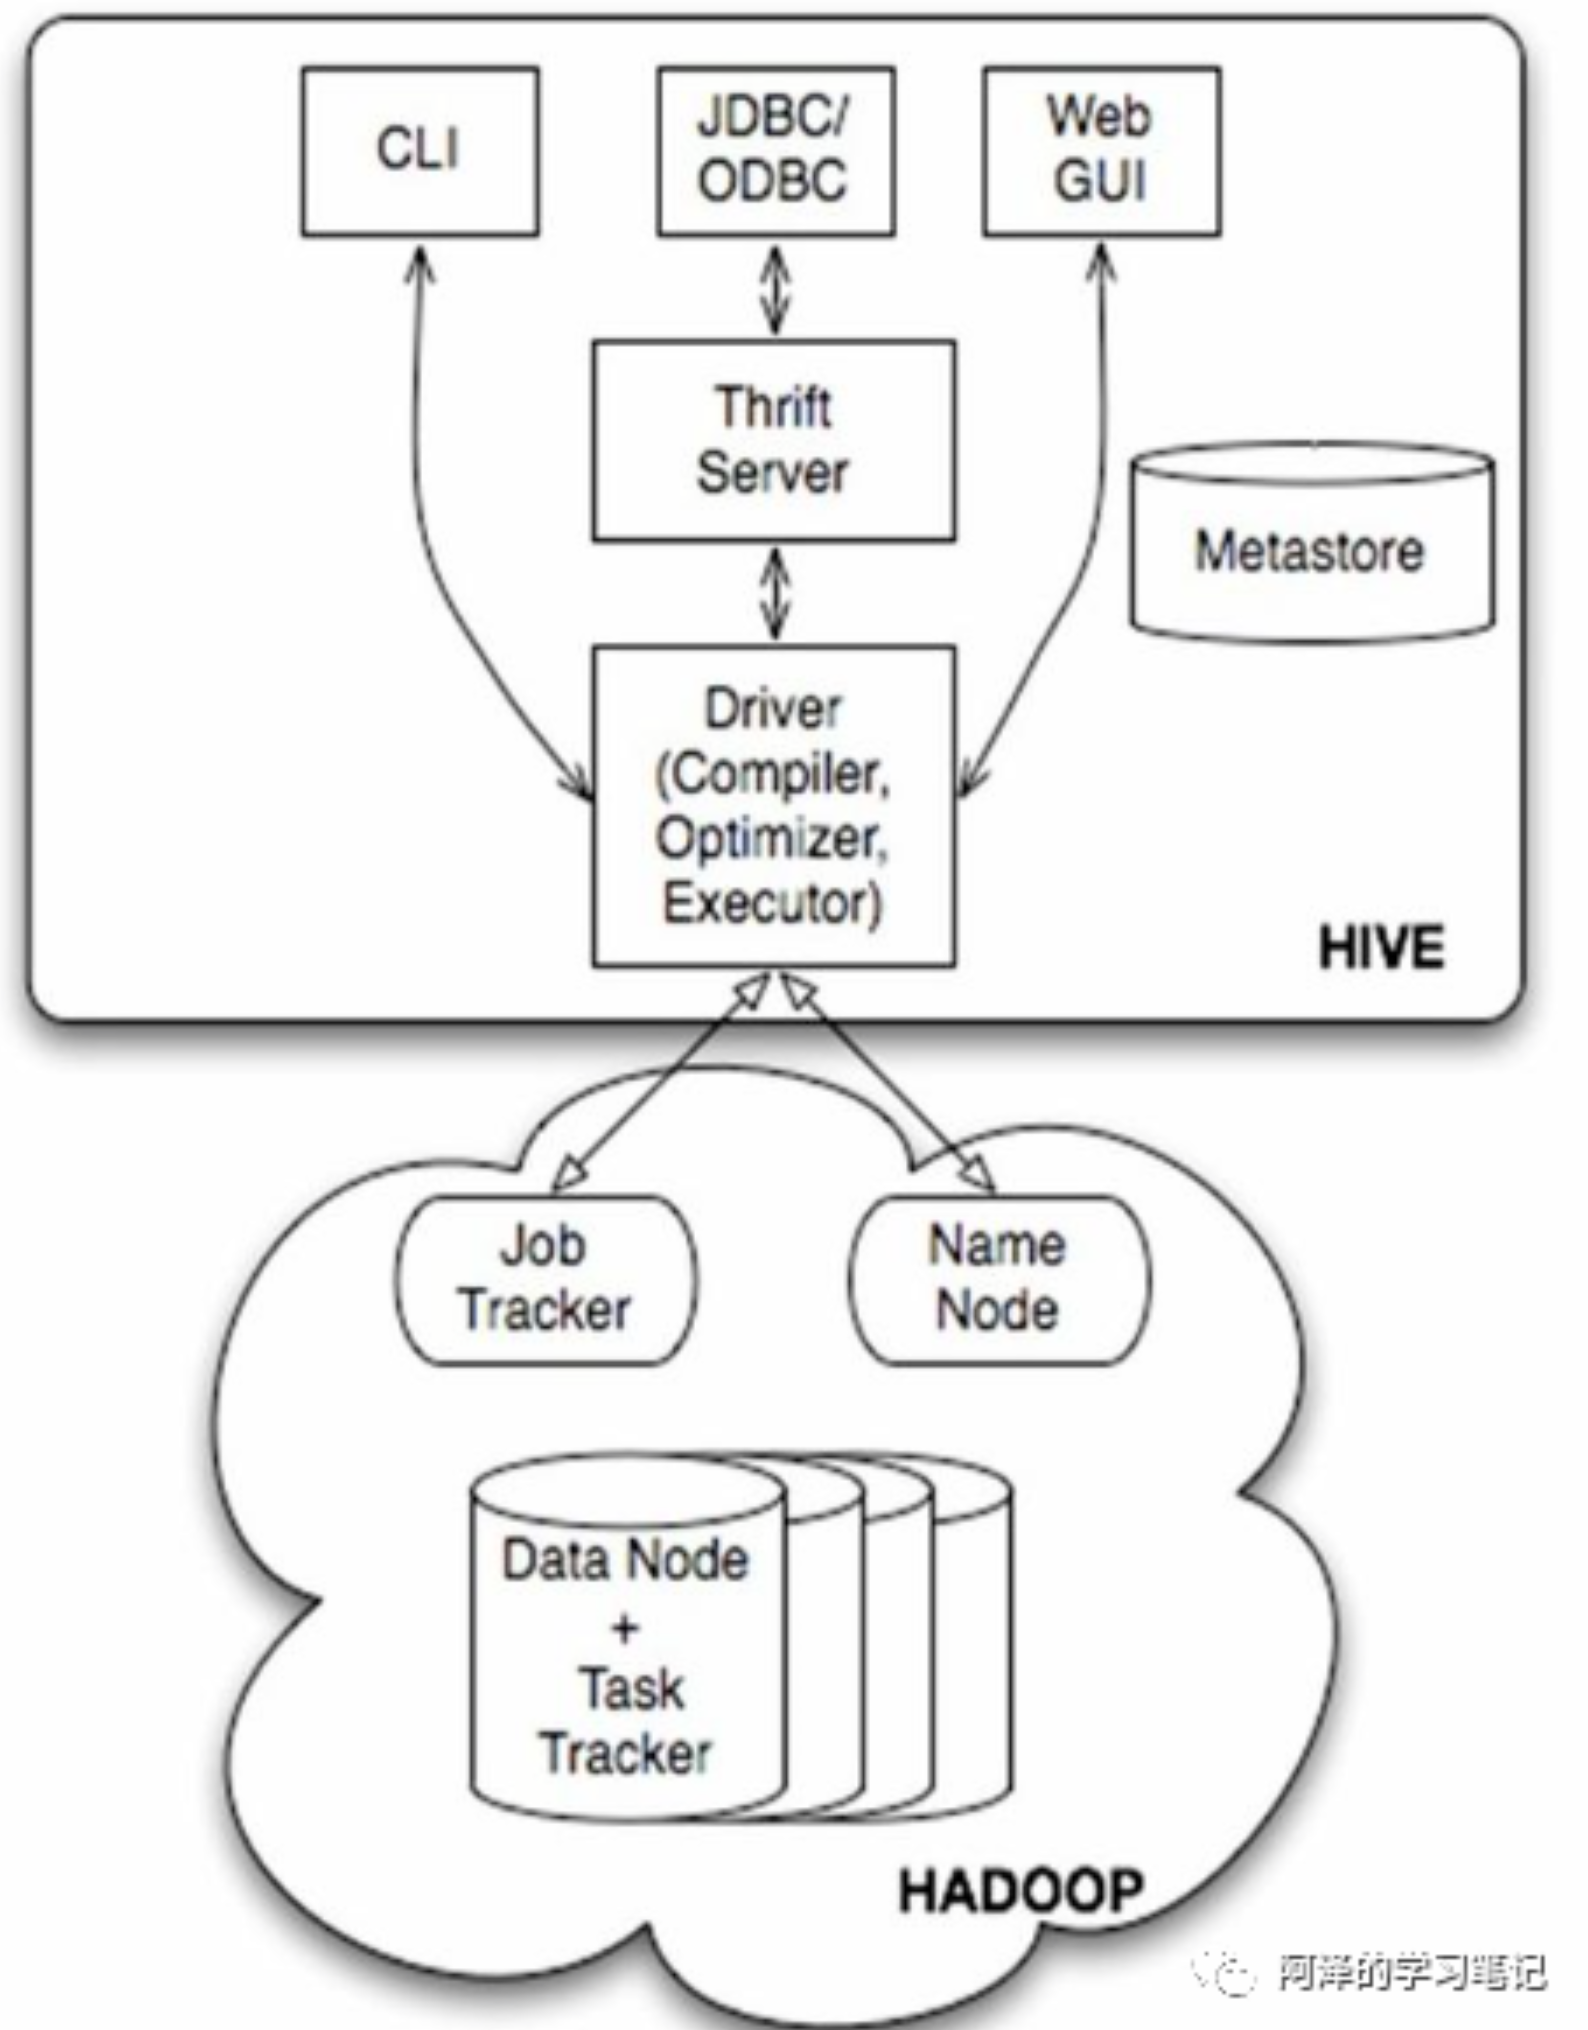 CLI
JDBC/
ODBC
Web
GUI
Thrift
Server
Metastore
Driver
(Compiler,
Optimizer,
Executor)
HIVE
Job
Tracker
Name
Node
Data Node
+
Task
Tracker
HADOOP
阿泽的学习笔记